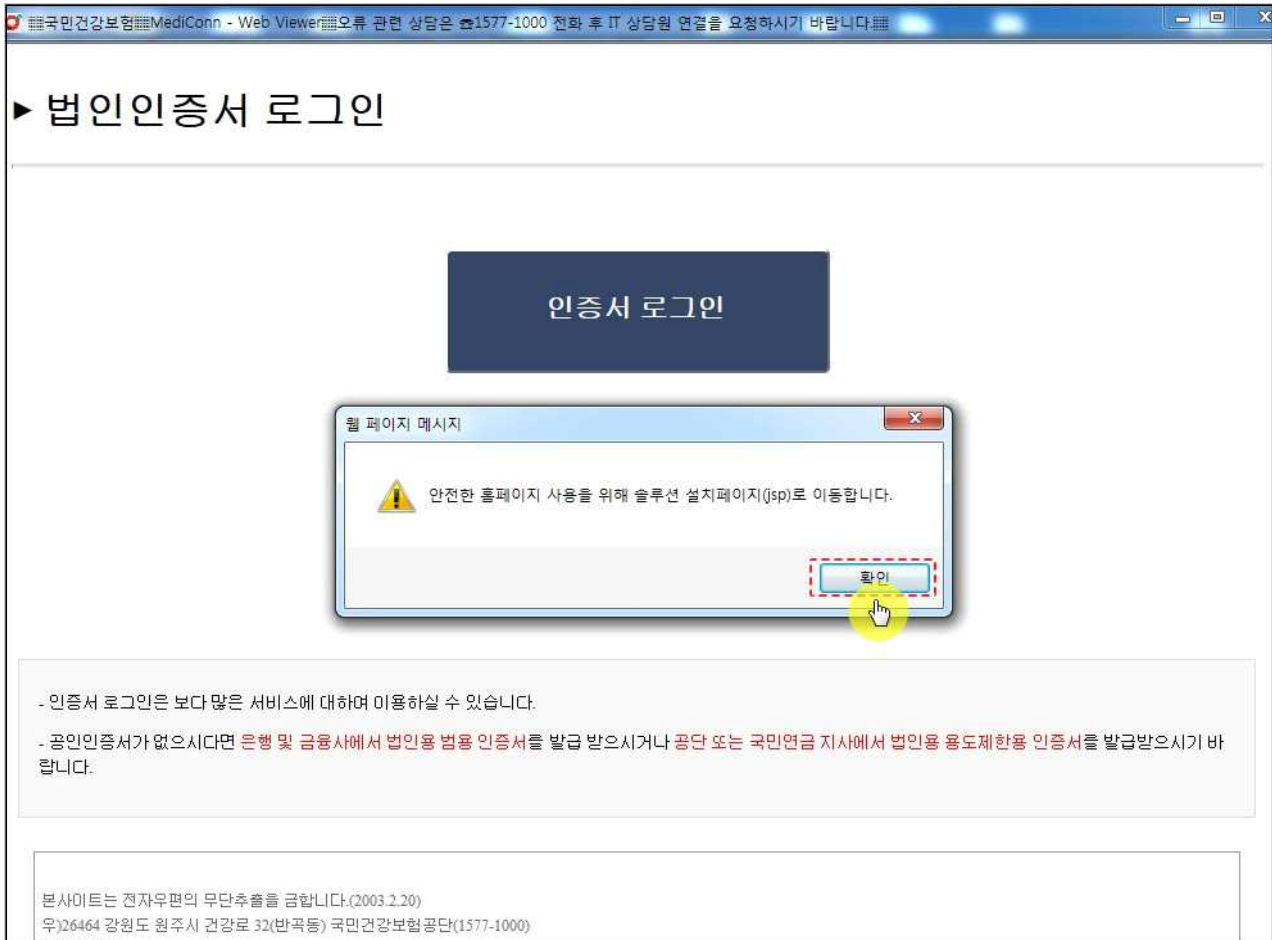 ▦국민건강보험▦MediConn - Web Viewer▦오류 관련 상담은 ☎1577-1000 전화 후 IT 상담원 연결을 요청하시기 바랍니다▦
▶ 법인인증서 로그인
인증서 로그인
웹 페이지 메시지
안전한 홈페이지 사용을 위해 솔루션 설치페이지(jsp)로 이동합니다.
확인
- 인증서 로그인은 보다 많은 서비스에 대하여 이용하실 수 있습니다.
- 공인인증서가 없으시다면 은행 및 금융사에서 법인용 범용 인증서를 발급 받으시거나 공단 또는 국민연금 지사에서 법인용 용도제한용 인증서를 발급받으시기 바
랍니다.
본사이트는 전자우편의 무단추출을 금합니다.(2003.2.20)
우)26464 강원도 원주시 건강로 32(반곡동) 국민건강보험공단(1577-1000)